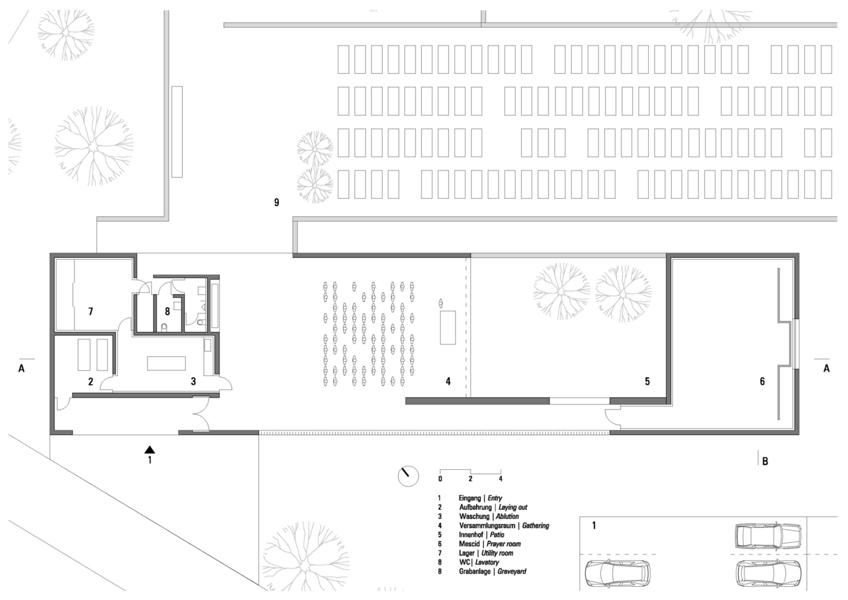 9
7
8
A
2
3
4
5
6
A
1
B
0 2 4
1 Eingang | Entry
2 Aufbahrung | Laying out
3 Waschung | Ablution
4 Versammlungsraum | Gathering
5 Innenhof | Patio
6 Mescid | Prayer room
7 Lager | Utility room
8 WC | Lavatory
8 Grabanlage | Graveyard
1